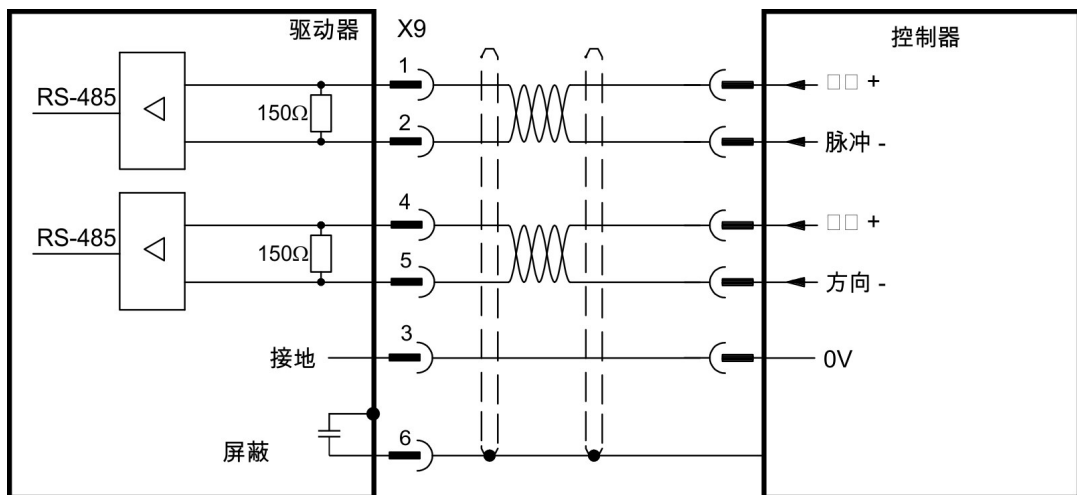 驱动器
X9
控制器
1
RS-485
150Ω
2
□□ +
脉冲 -
4
RS-485
150Ω
5
□□ +
方向 -
接地
3
0V
屏蔽
6